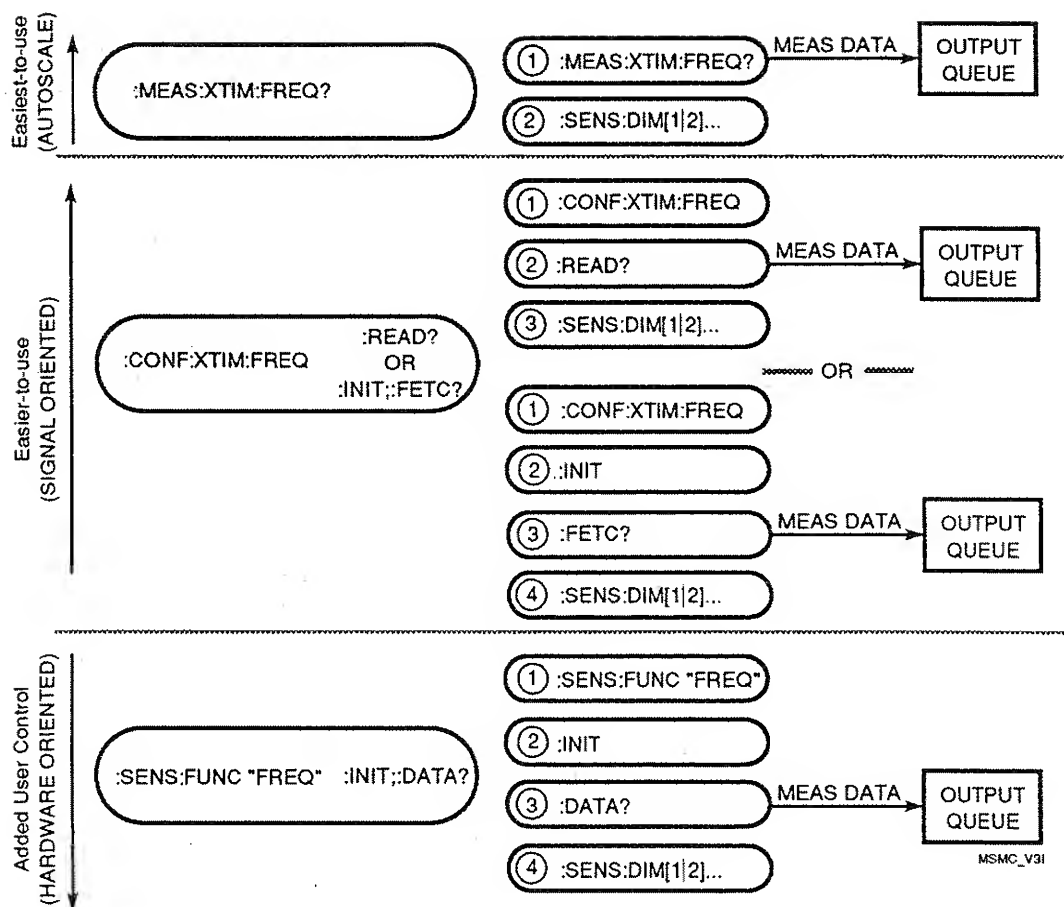 Easiest-to-use
(AUTOSCALE)
:MEAS:XTIM:FREQ?
1 :MEAS:XTIM:FREQ?
MEAS DATA
OUTPUT
QUEUE
2 :SENS:DIM[1|2]...
Easier-to-use
(SIGNAL ORIENTED)
:CONF:XTIM:FREQ
:READ?
OR
:INIT;:FETC?
1 :CONF:XTIM:FREQ
2 :READ?
MEAS DATA
OUTPUT
QUEUE
3 :SENS:DIM[1|2]...
OR
1 :CONF:XTIM:FREQ
2 .:INIT
3 :FETC?
MEAS DATA
OUTPUT
QUEUE
4 :SENS:DIM[1|2]...
Added User Control
(HARDWARE ORIENTED)
:SENS:FUNC "FREQ" :INIT;:DATA?
1 :SENS:FUNC "FREQ"
2 :INIT
3 :DATA?
MEAS DATA
OUTPUT
QUEUE
4 :SENS:DIM[1|2]...
MSMC_V3I